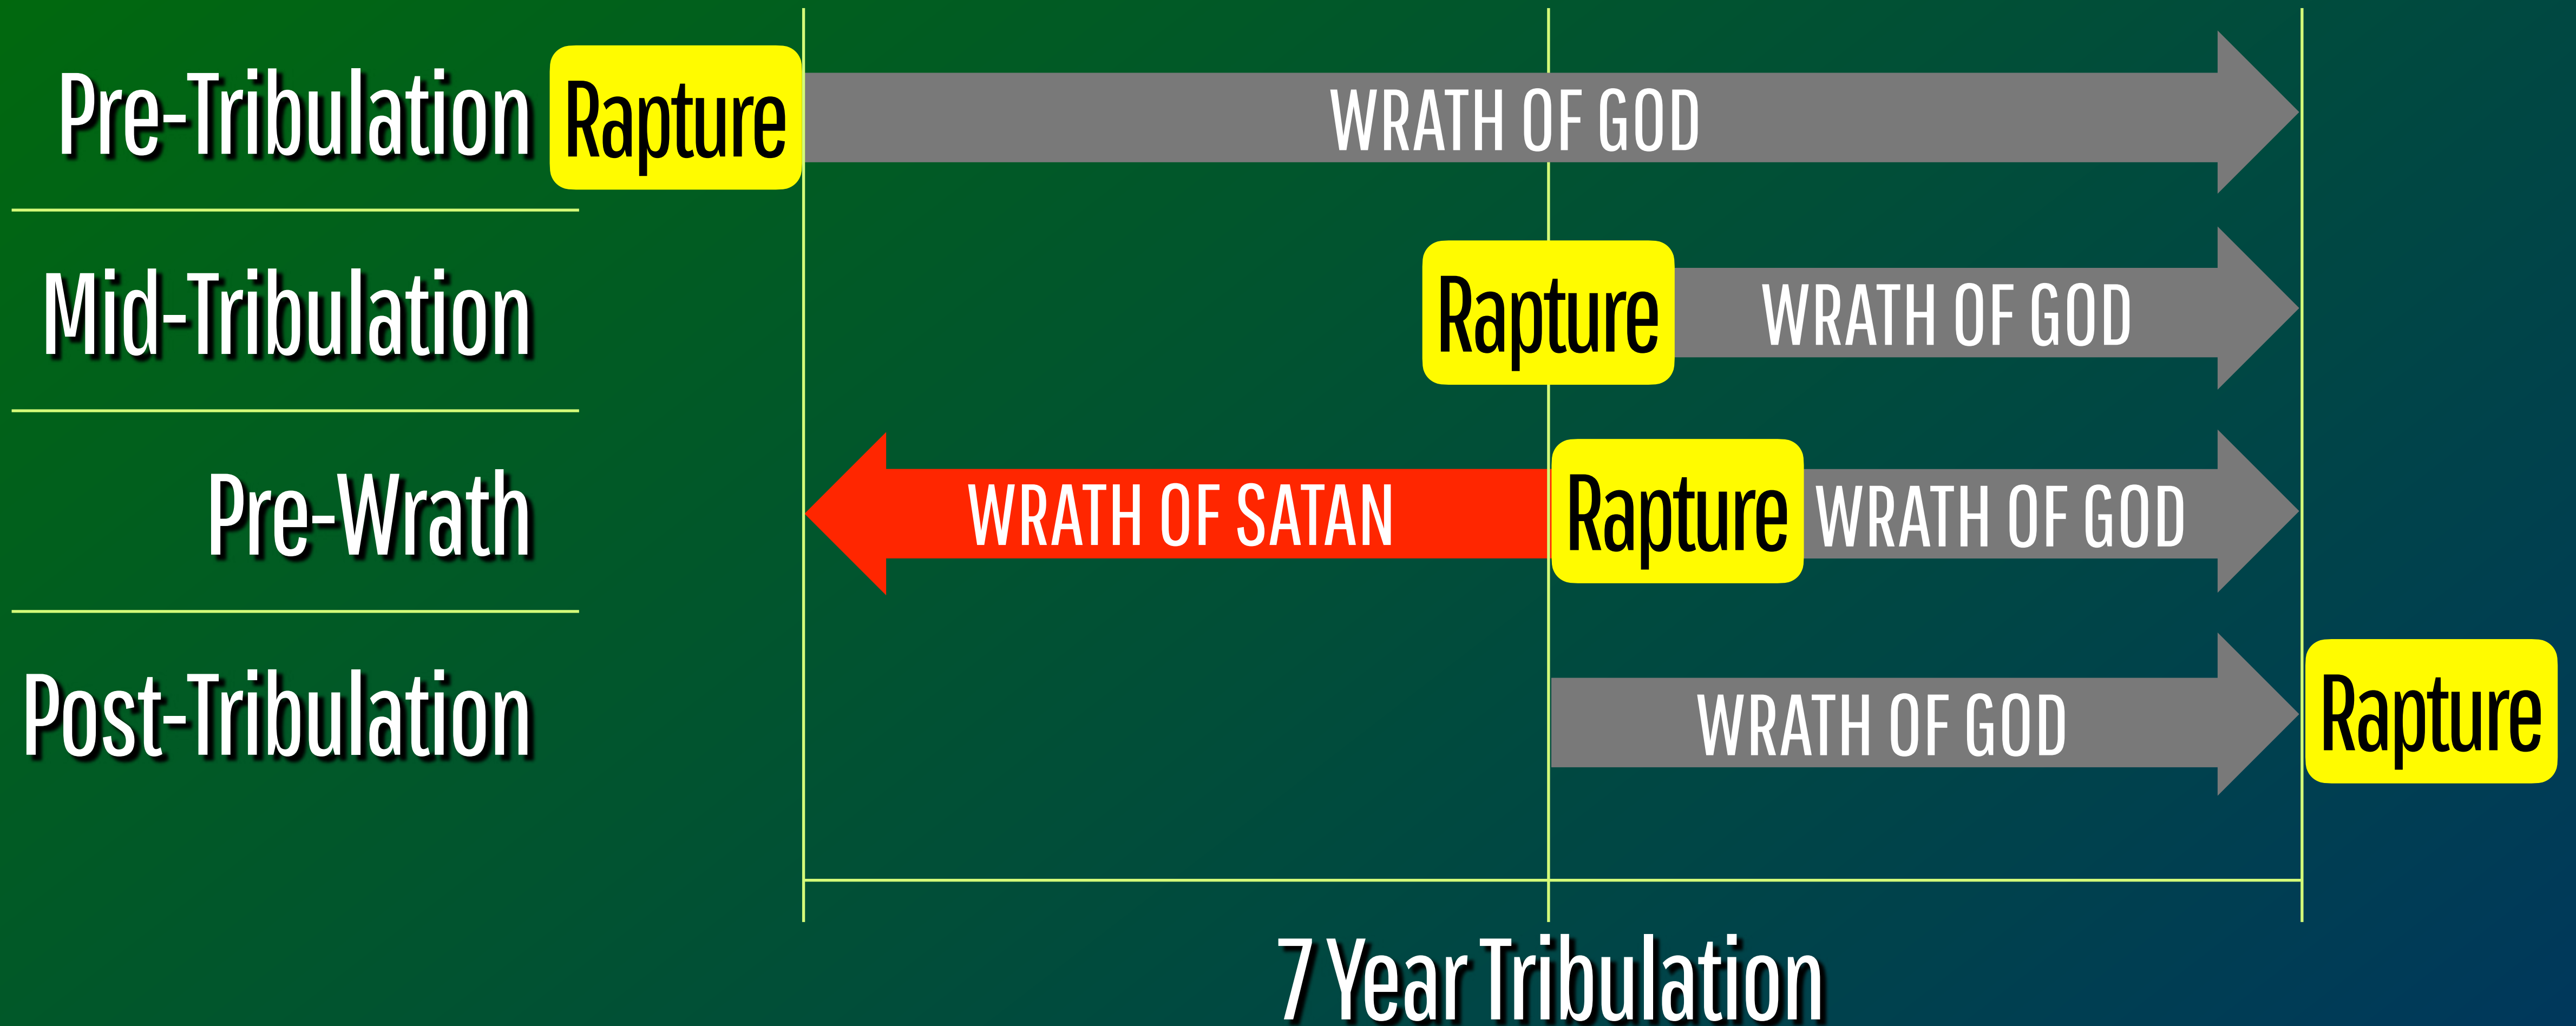 Pre-Tribulation Rapture WRATH OF GOD
Mid-Tribulation Rapture WRATH OF GOD
Pre-Wrath WRATH OF SATAN Rapture WRATH OF GOD
Post-Tribulation WRATH OF GOD Rapture
7 Year Tribulation